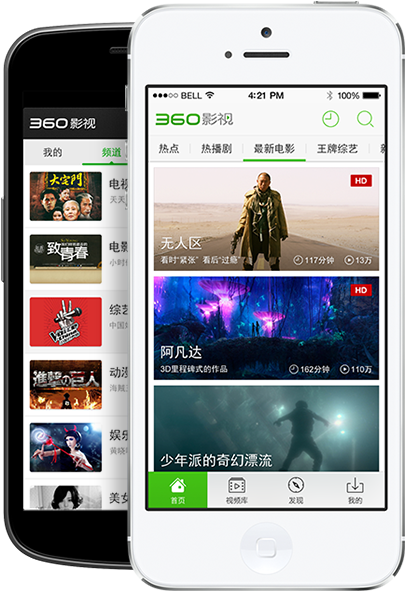 360影视
我的
频道
大宅門
电视
天天
致青春
电影
小时
THE VOICE
综艺
中国
進撃の巨人
动漫
海贼
娱乐
黄晓
美女
BELL
4:21 PM
100%
360影视
热点
热播剧
最新电影
王牌综艺
HD
无人区
看时“紧张” 看后“过瘾”
117分钟
13万
HD
阿凡达
3D里程碑式的作品
162分钟
110万
少年派的奇幻漂流
首页
视频库
发现
我的